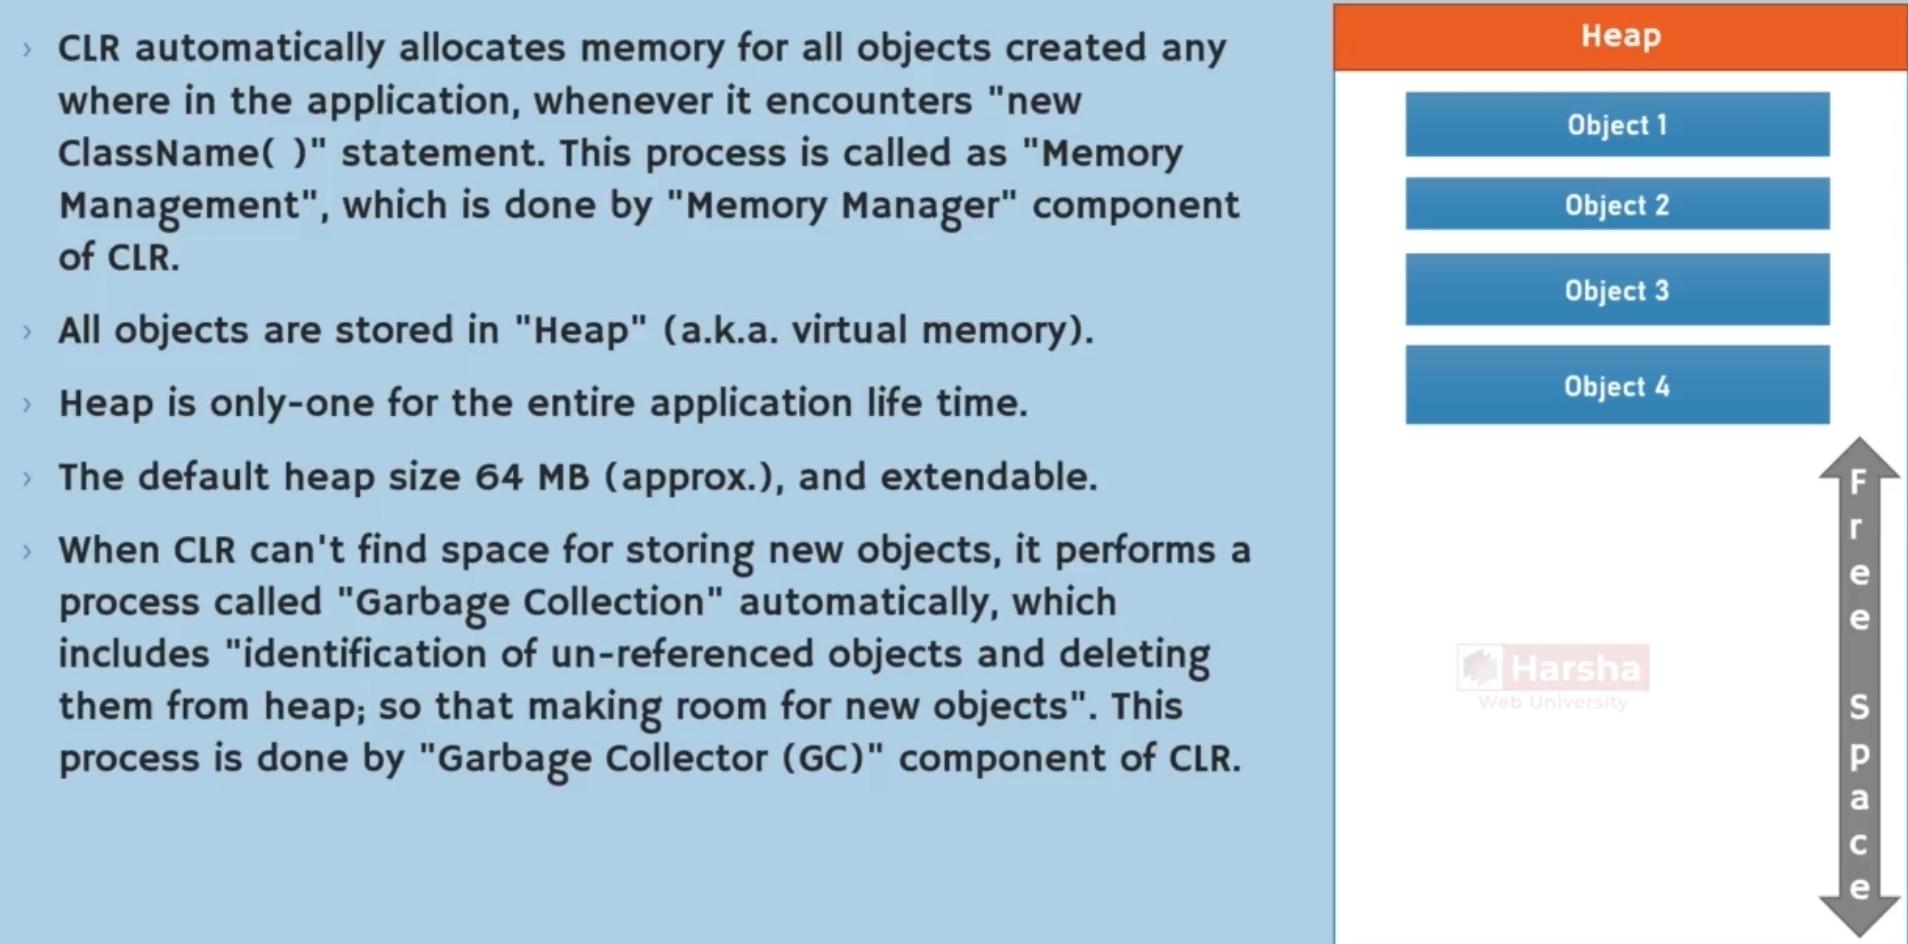 CLR automatically allocates memory for all objects created any
where in the application, whenever it encounters "new
ClassName( )" statement. This process is called as "Memory
Management", which is done by "Memory Manager" component
of CLR.
All objects are stored in "Heap" (a.k.a. virtual memory).
Heap is only-one for the entire application life time.
The default heap size 64 MB (approx.), and extendable.
When CLR can't find space for storing new objects, it performs a
process called "Garbage Collection" automatically, which
includes "identification of un-referenced objects and deleting
them from heap; so that making room for new objects". This
process is done by "Garbage Collector (GC)" component of CLR.
Heap
Object 1
Object 2
Object 3
Object 4
Free Space
Harsha
Web University